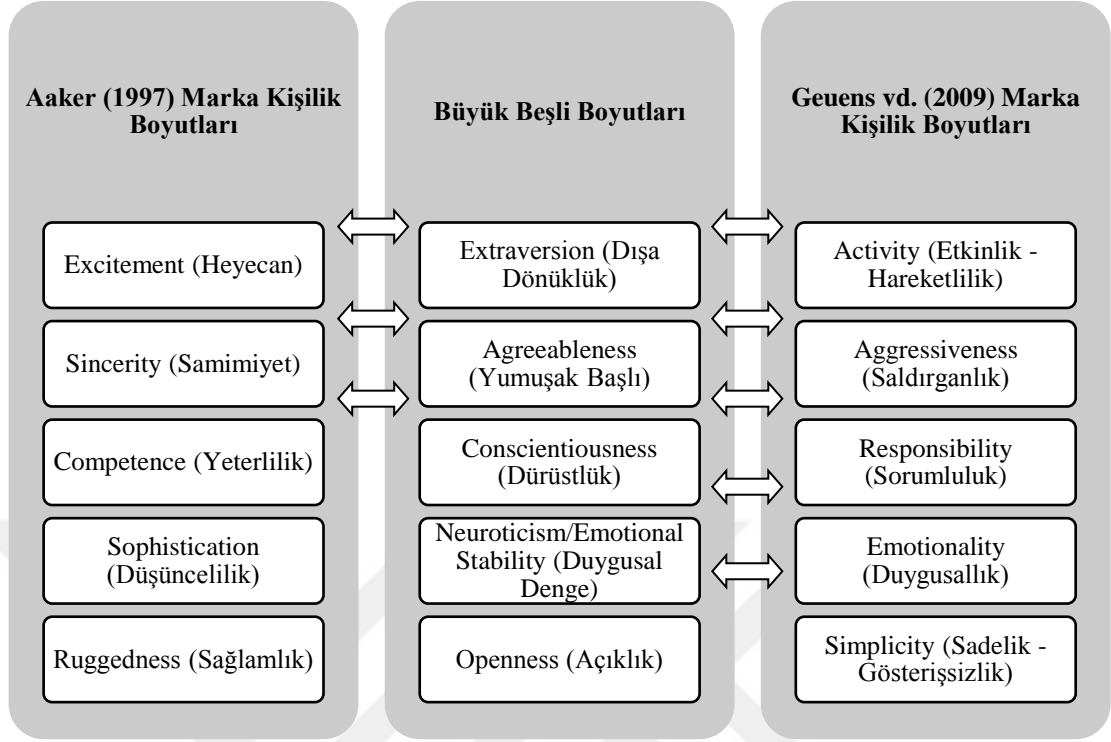 Aaker (1997) Marka Kişilik
Boyutları
Excitement (Heyecan)
Sincerity (Samimiyet)
Competence (Yeterlilik)
Sophistication
(Düşüncelilik)
Ruggedness (Sağlamlık)
Büyük Beşli Boyutları
Extraversion (Dışa
Dönüklük)
Agreeableness
(Yumuşak Başlı)
Conscientiousness
(Dürüstlük)
Neuroticism/Emotional
Stability (Duygusal
Denge)
Openness (Açıklık)
Geuens vd. (2009) Marka
Kişilik Boyutları
Activity (Etkinlik -
Hareketlilik)
Aggressiveness
(Saldırganlık)
Responsibility
(Sorumluluk)
Emotionality
(Duygusallık)
Simplicity (Sadelik -
Gösterişsizlik)